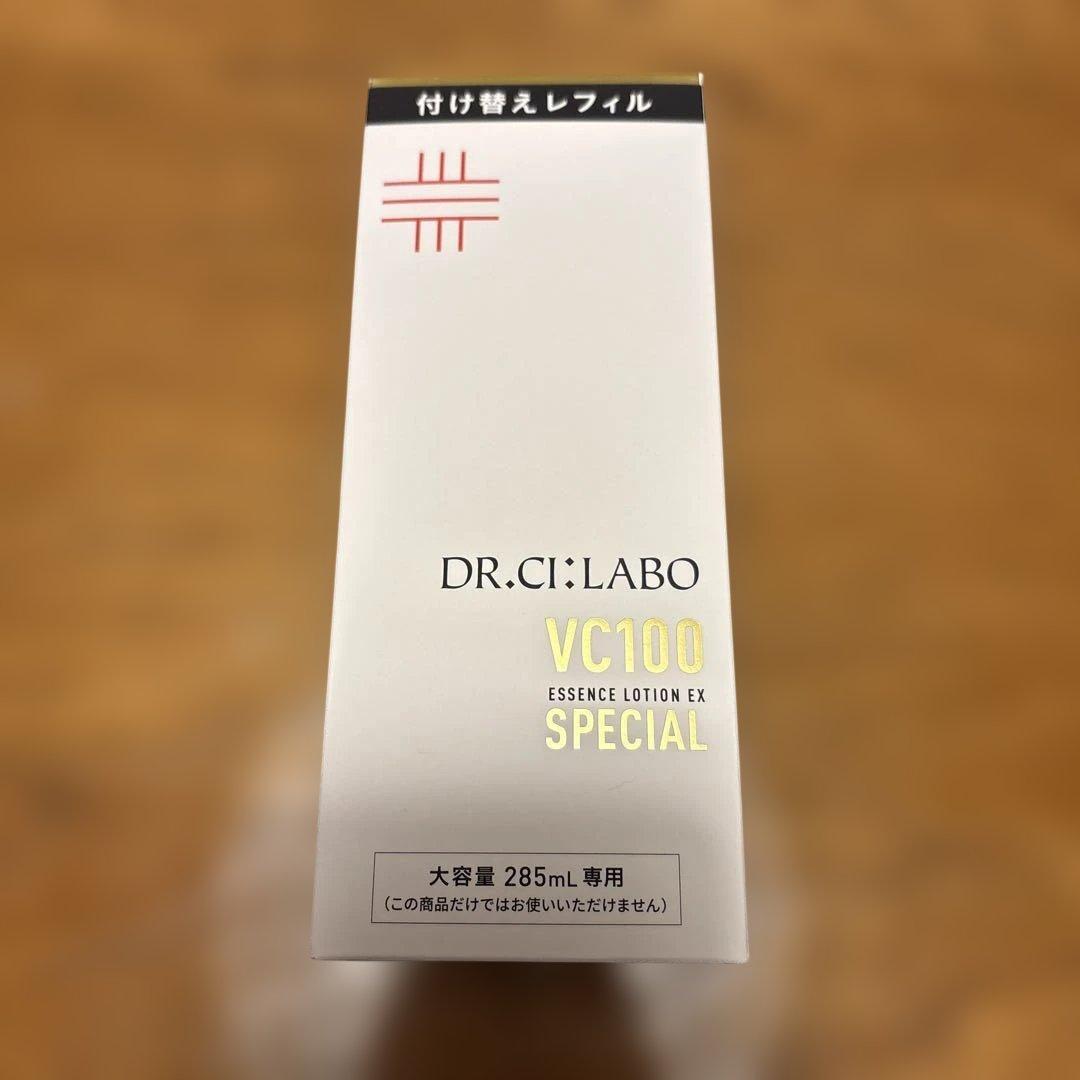 付け替えレフィル
DR.CI:LABO
VC100
ESSENCE LOTION EX
SPECIAL
大容量 285mL 専用
(この商品だけではお使いいただけません)